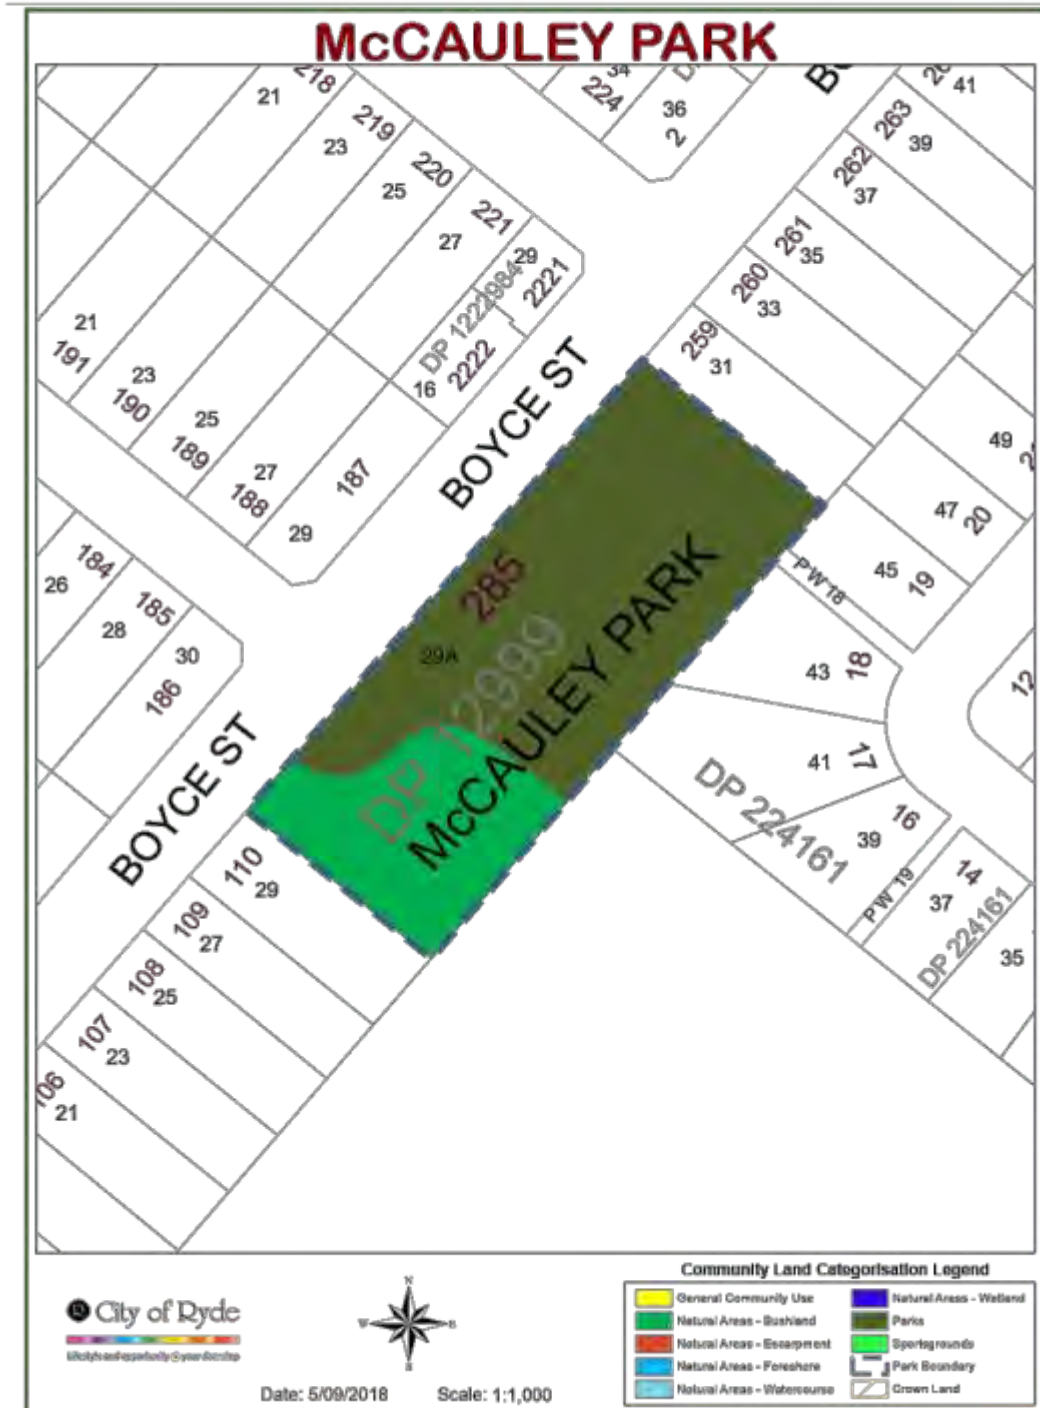 McCAULEY PARK
218
21
219
23
220
25
221
27
29
2221
DP 1222984
2222
16
34
224
36
2
41
263
39
262
37
261
35
260
33
259
31
21
191
23
190
25
189
27
188
187
29
BOYCE ST
49
47
20
45
19
PW 18
43
18
41
17
DP 224161
16
39
PW 19
14
37
DP 224161
35
12
26
184
28
185
30
186
285
29A
DP 12999
McCAULEY PARK
BOYCE ST
110
29
109
27
108
25
107
23
21
City of Ryde
Lifestyle and opportunity @ your doorstep
N
W
E
S
Date: 5/09/2018
Scale: 1:1,000
Community Land Categorisation Legend
General Community Use
Natural Areas - Bushland
Natural Areas - Escarpment
Natural Areas - Foreshore
Natural Areas - Watercourse
Natural Areas - Wetland
Parks
Sportsgrounds
Park Boundary
Crown Land